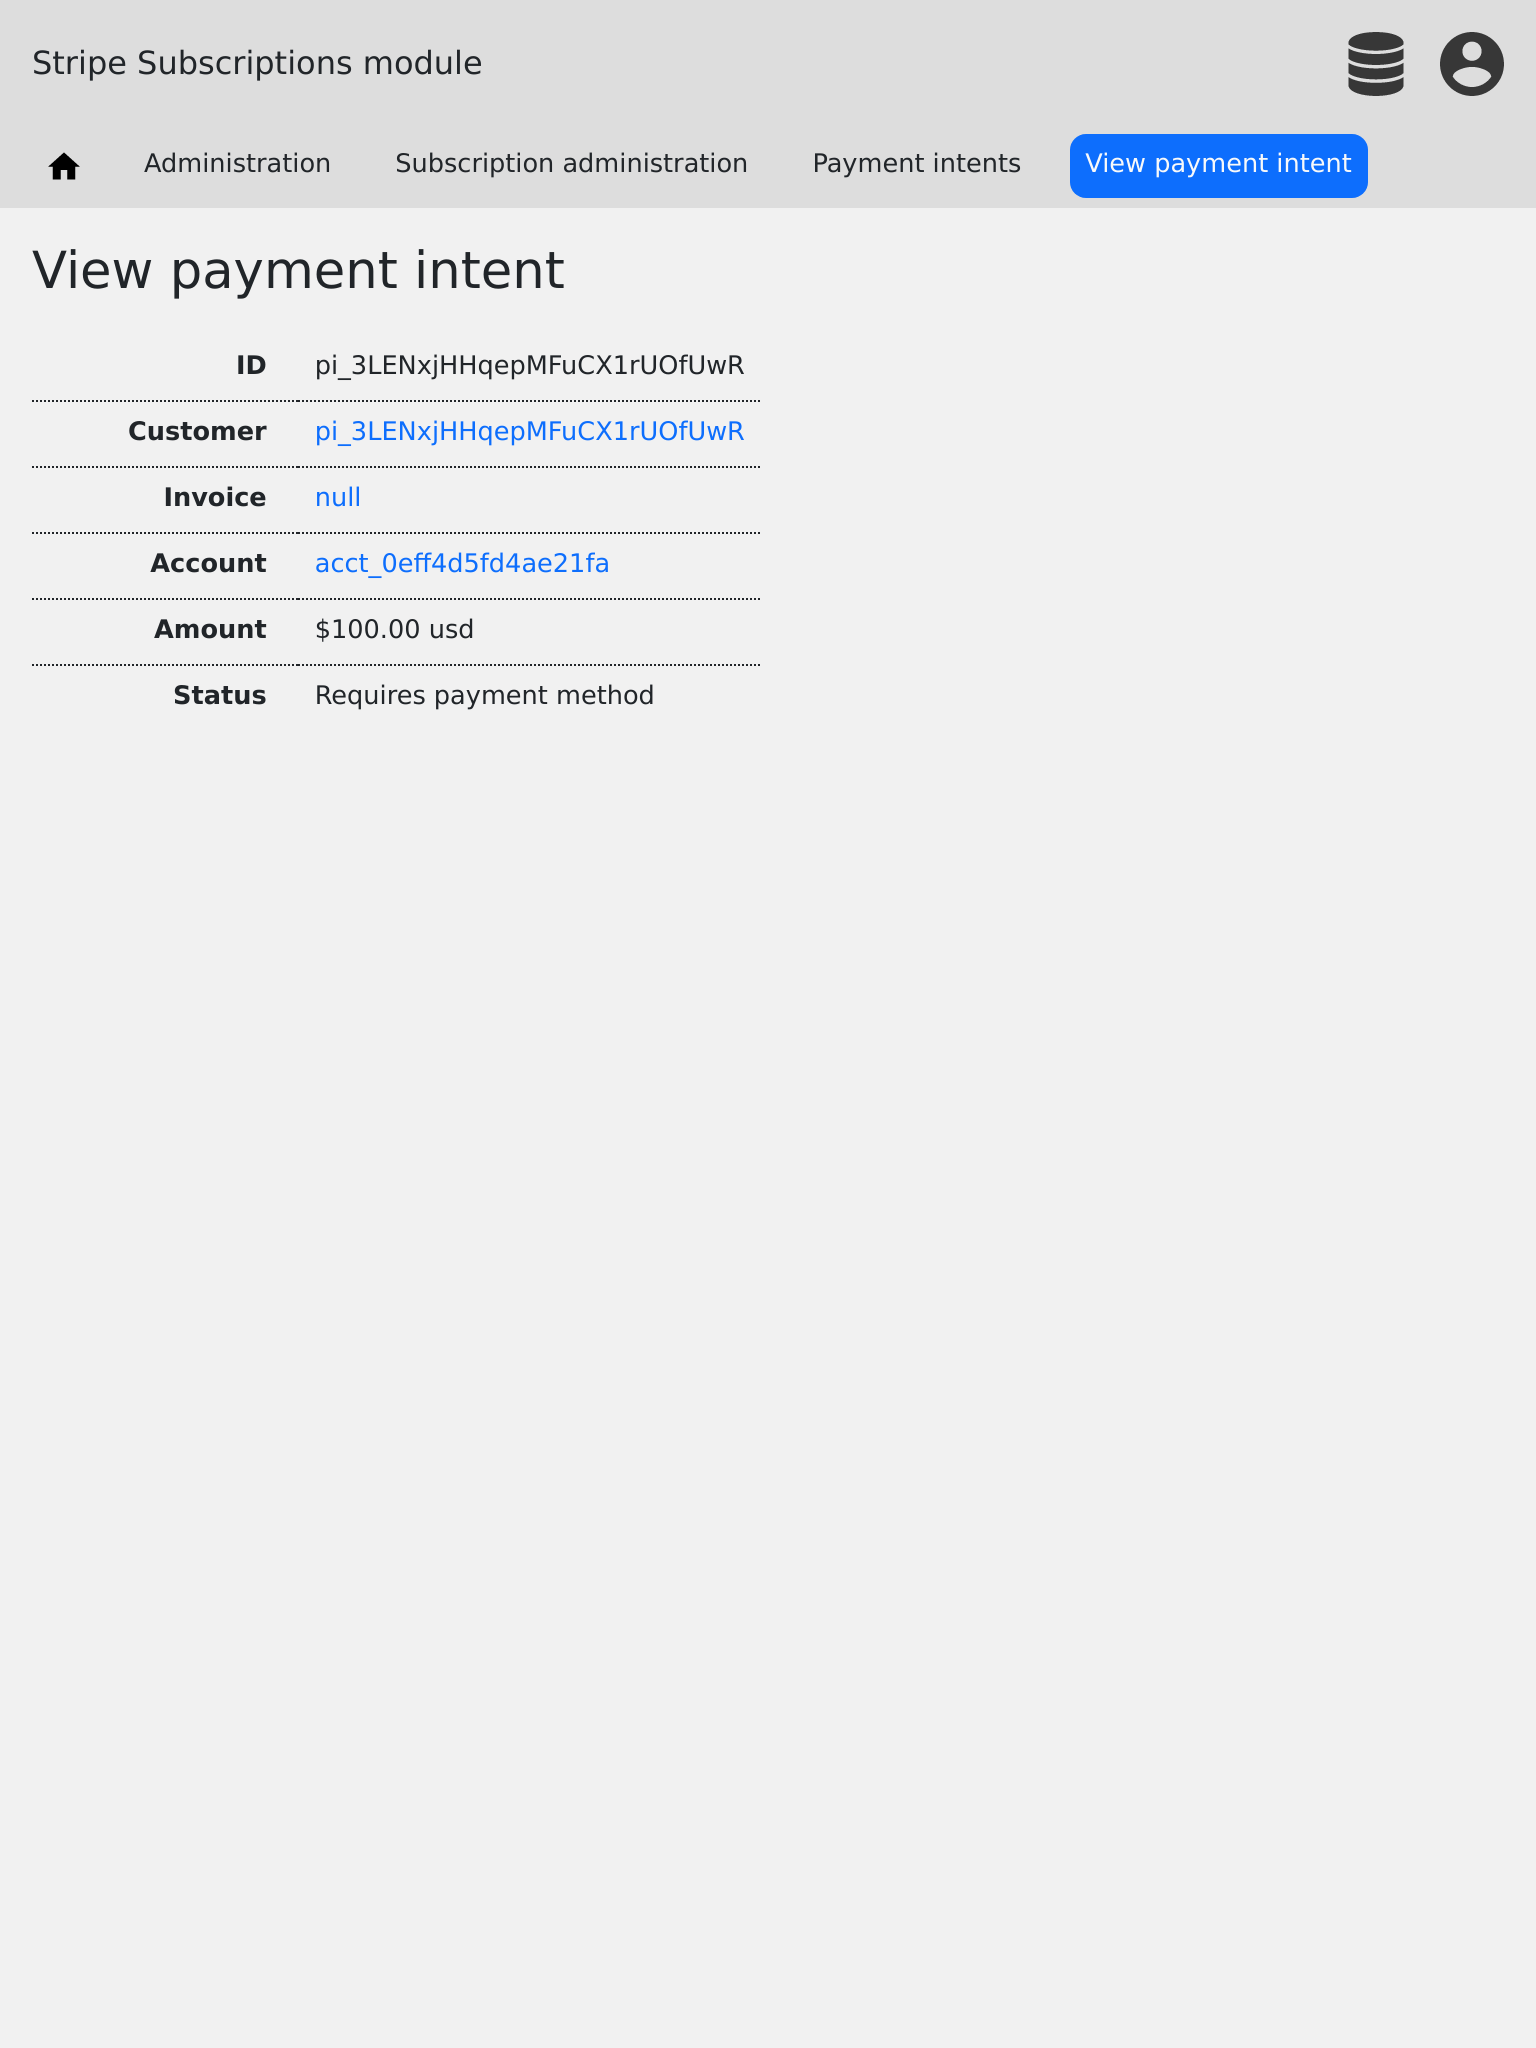 Stripe Subscriptions module
Administration Subscription administration Payment intents View payment intent
View payment intent
ID pi_3LENxjHHqepMFuCX1rUOfUwR
Customer pi_3LENxjHHqepMFuCX1rUOfUwR
Invoice null
Account acct_0eff4d5fd4ae21fa
Amount $100.00 usd
Status Requires payment method